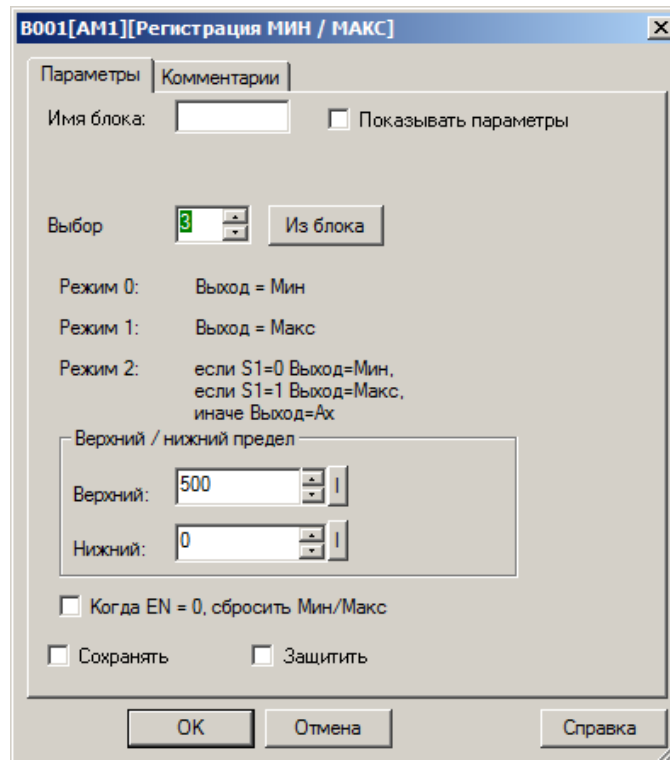 B001[AM1][Регистрация МИН / МАКС]
Параметры Комментарии
Имя блока: Показывать параметры
Выбор 3 Из блока
Режим 0: Выход = Мин
Режим 1: Выход = Макс
Режим 2: если S1=0 Выход=Мин,
если S1=1 Выход=Макс,
иначе Выход=Ax
Верхний / нижний предел
Верхний: 500 I
Нижний: 0 I
Когда EN = 0, сбросить Мин/Макс
Сохранять Защитить
OK Отмена Справка